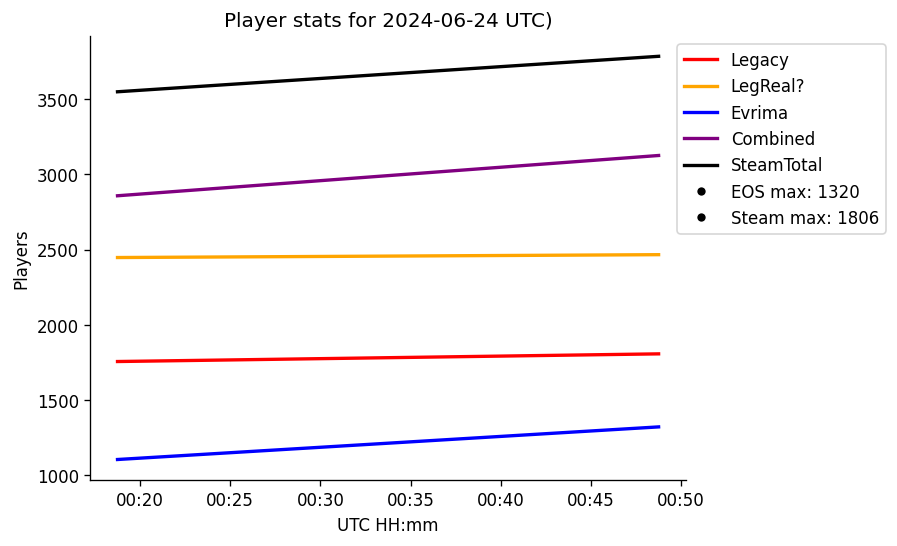 Player stats for 2024-06-24 UTC)
Legacy
LegReal?
Evrima
Combined
SteamTotal
EOS max: 1320
Steam max: 1806
Players
3500
3000
2500
2000
1500
1000
00:20 00:25 00:30 00:35 00:40 00:45 00:50
UTC HH:mm